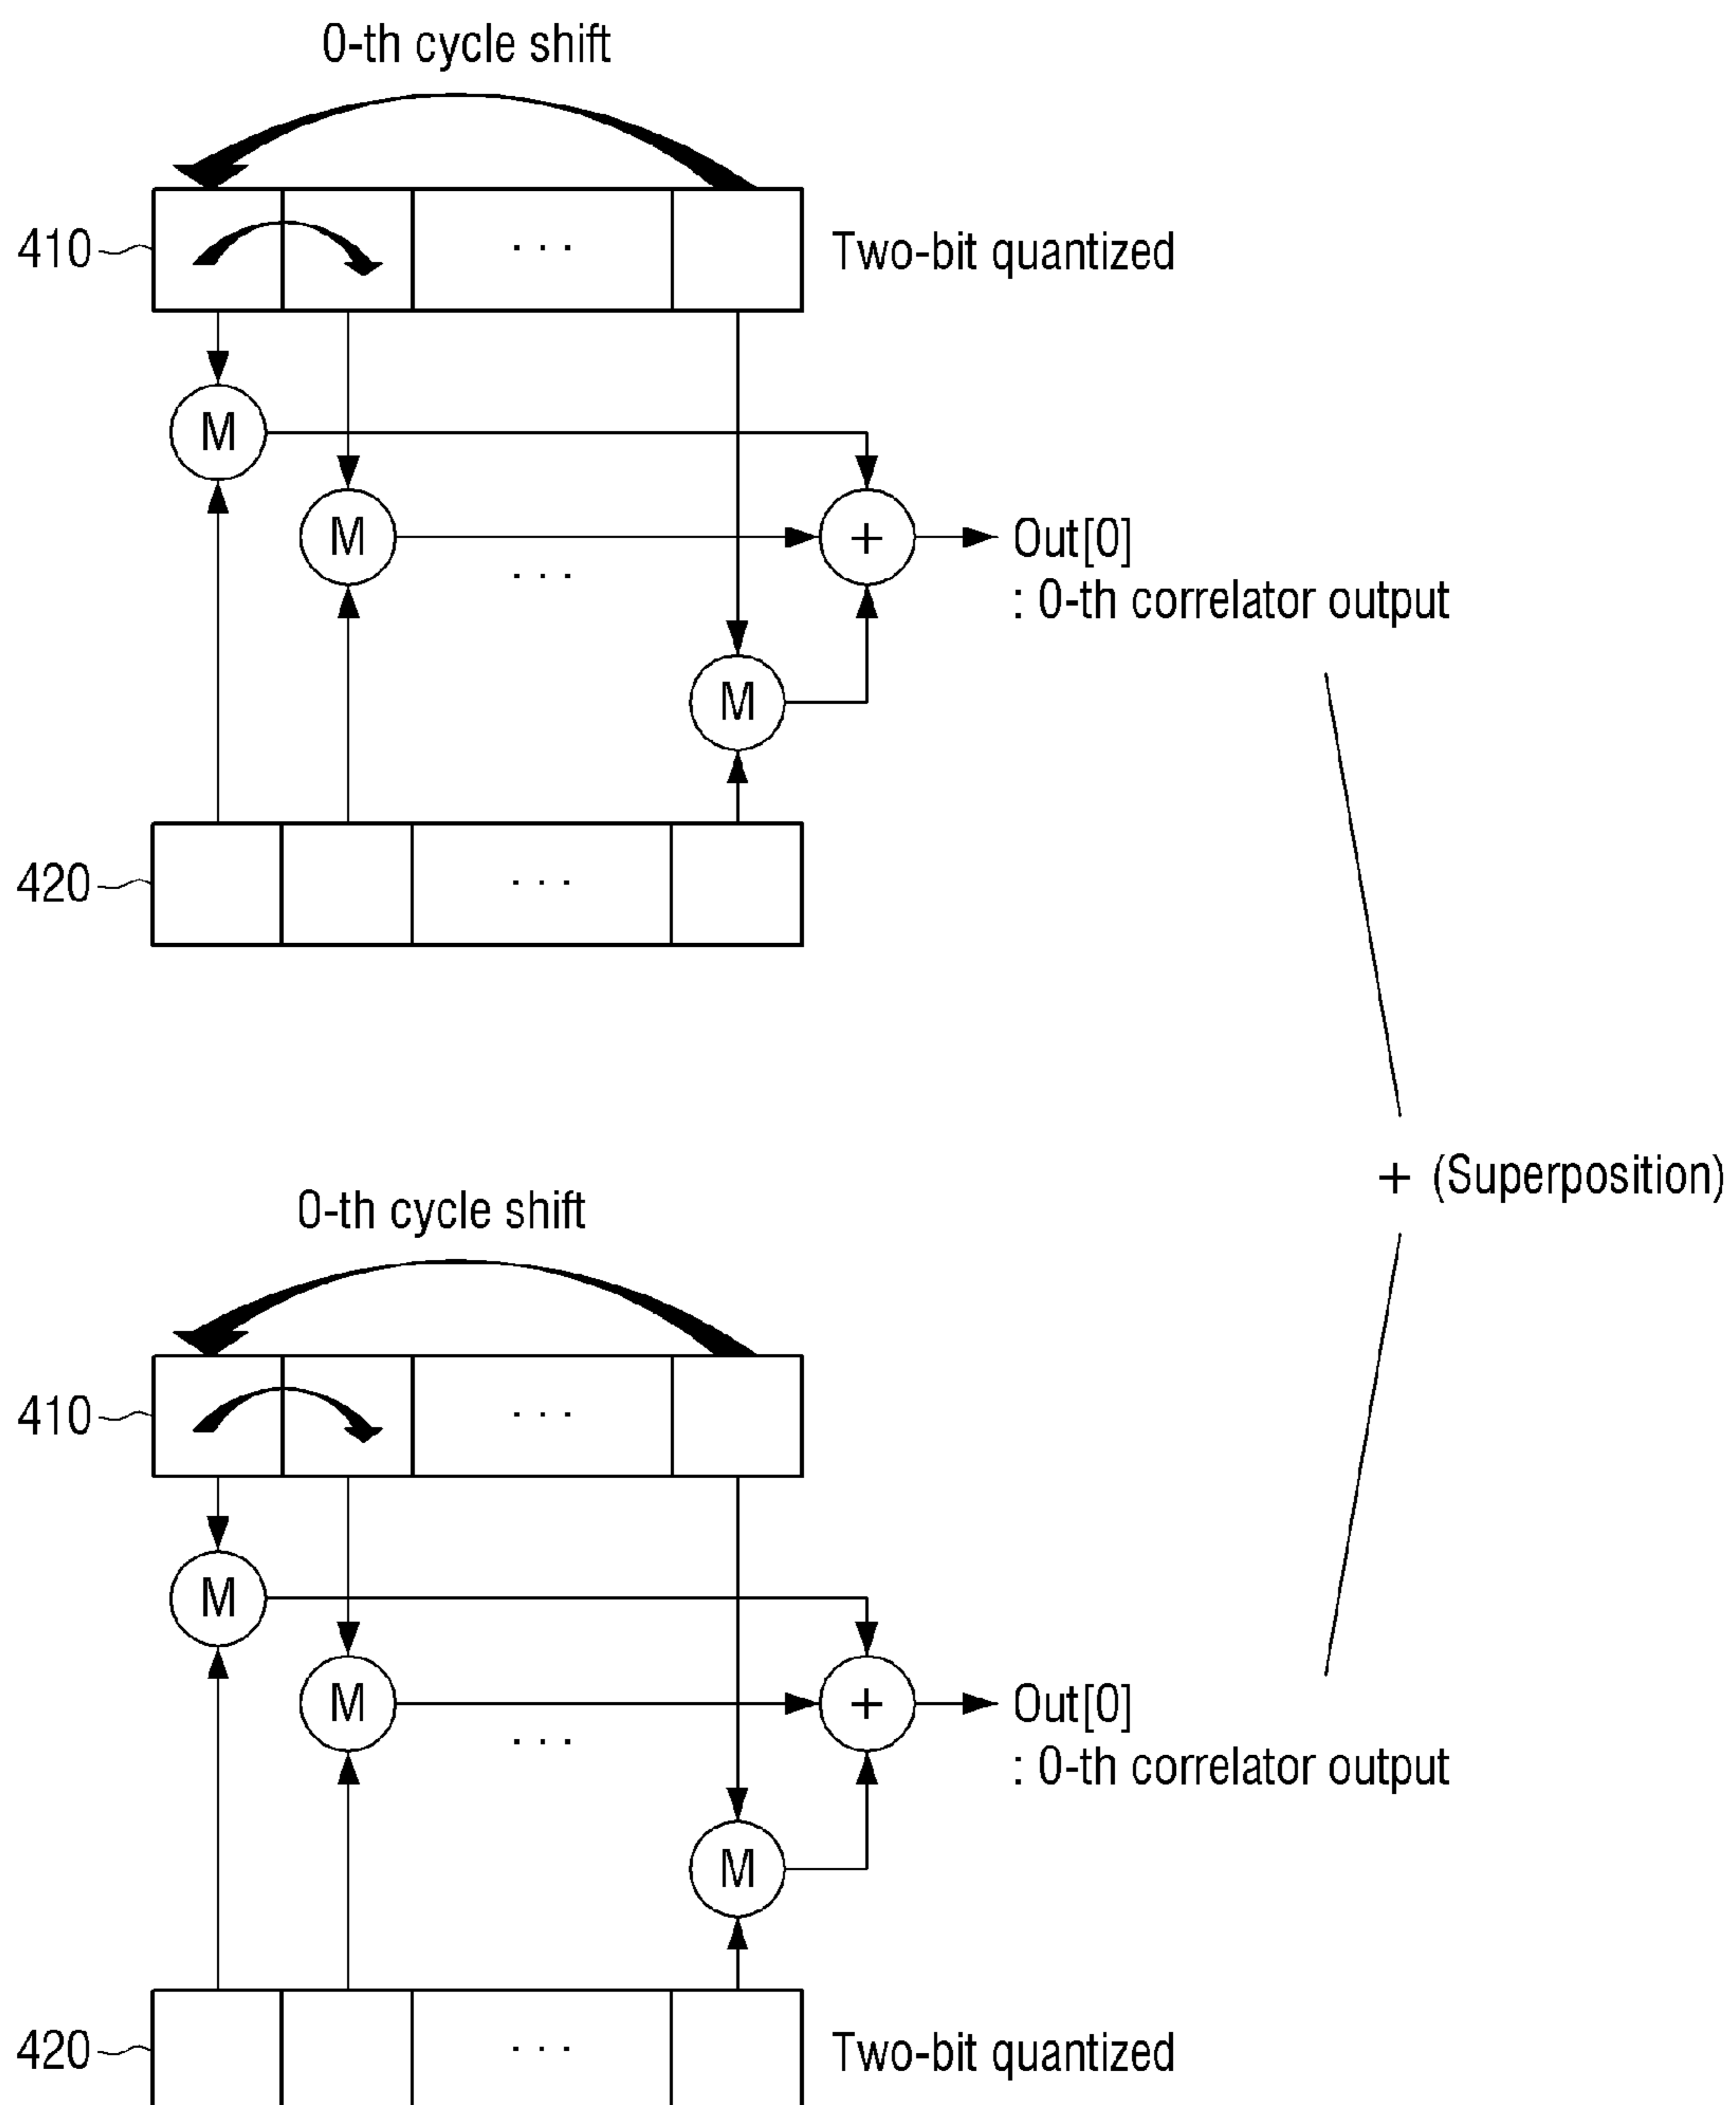 0-th cycle shift
410
· · ·
Two-bit quantized
M
M
+
Out[0]
· · ·
: 0-th correlator output
M
420
· · ·
+ (Superposition)
0-th cycle shift
410
· · ·
M
M
+
Out[0]
· · ·
: 0-th correlator output
M
420
· · ·
Two-bit quantized